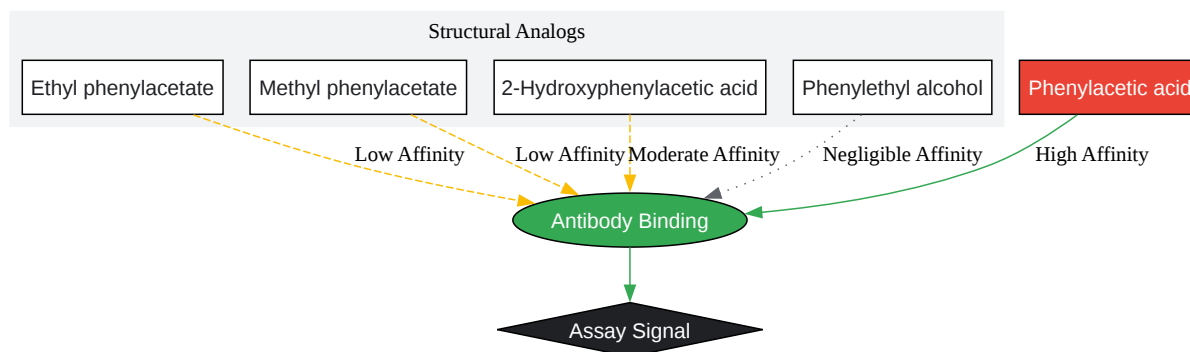 Structural Analogs
Ethyl phenylacetate
Methyl phenylacetate
2-Hydroxyphenylacetic acid
Phenylethyl alcohol
Phenylacetic acid
Low Affinity
Low Affinity
Moderate Affinity
Negligible Affinity
High Affinity
Antibody Binding
Assay Signal